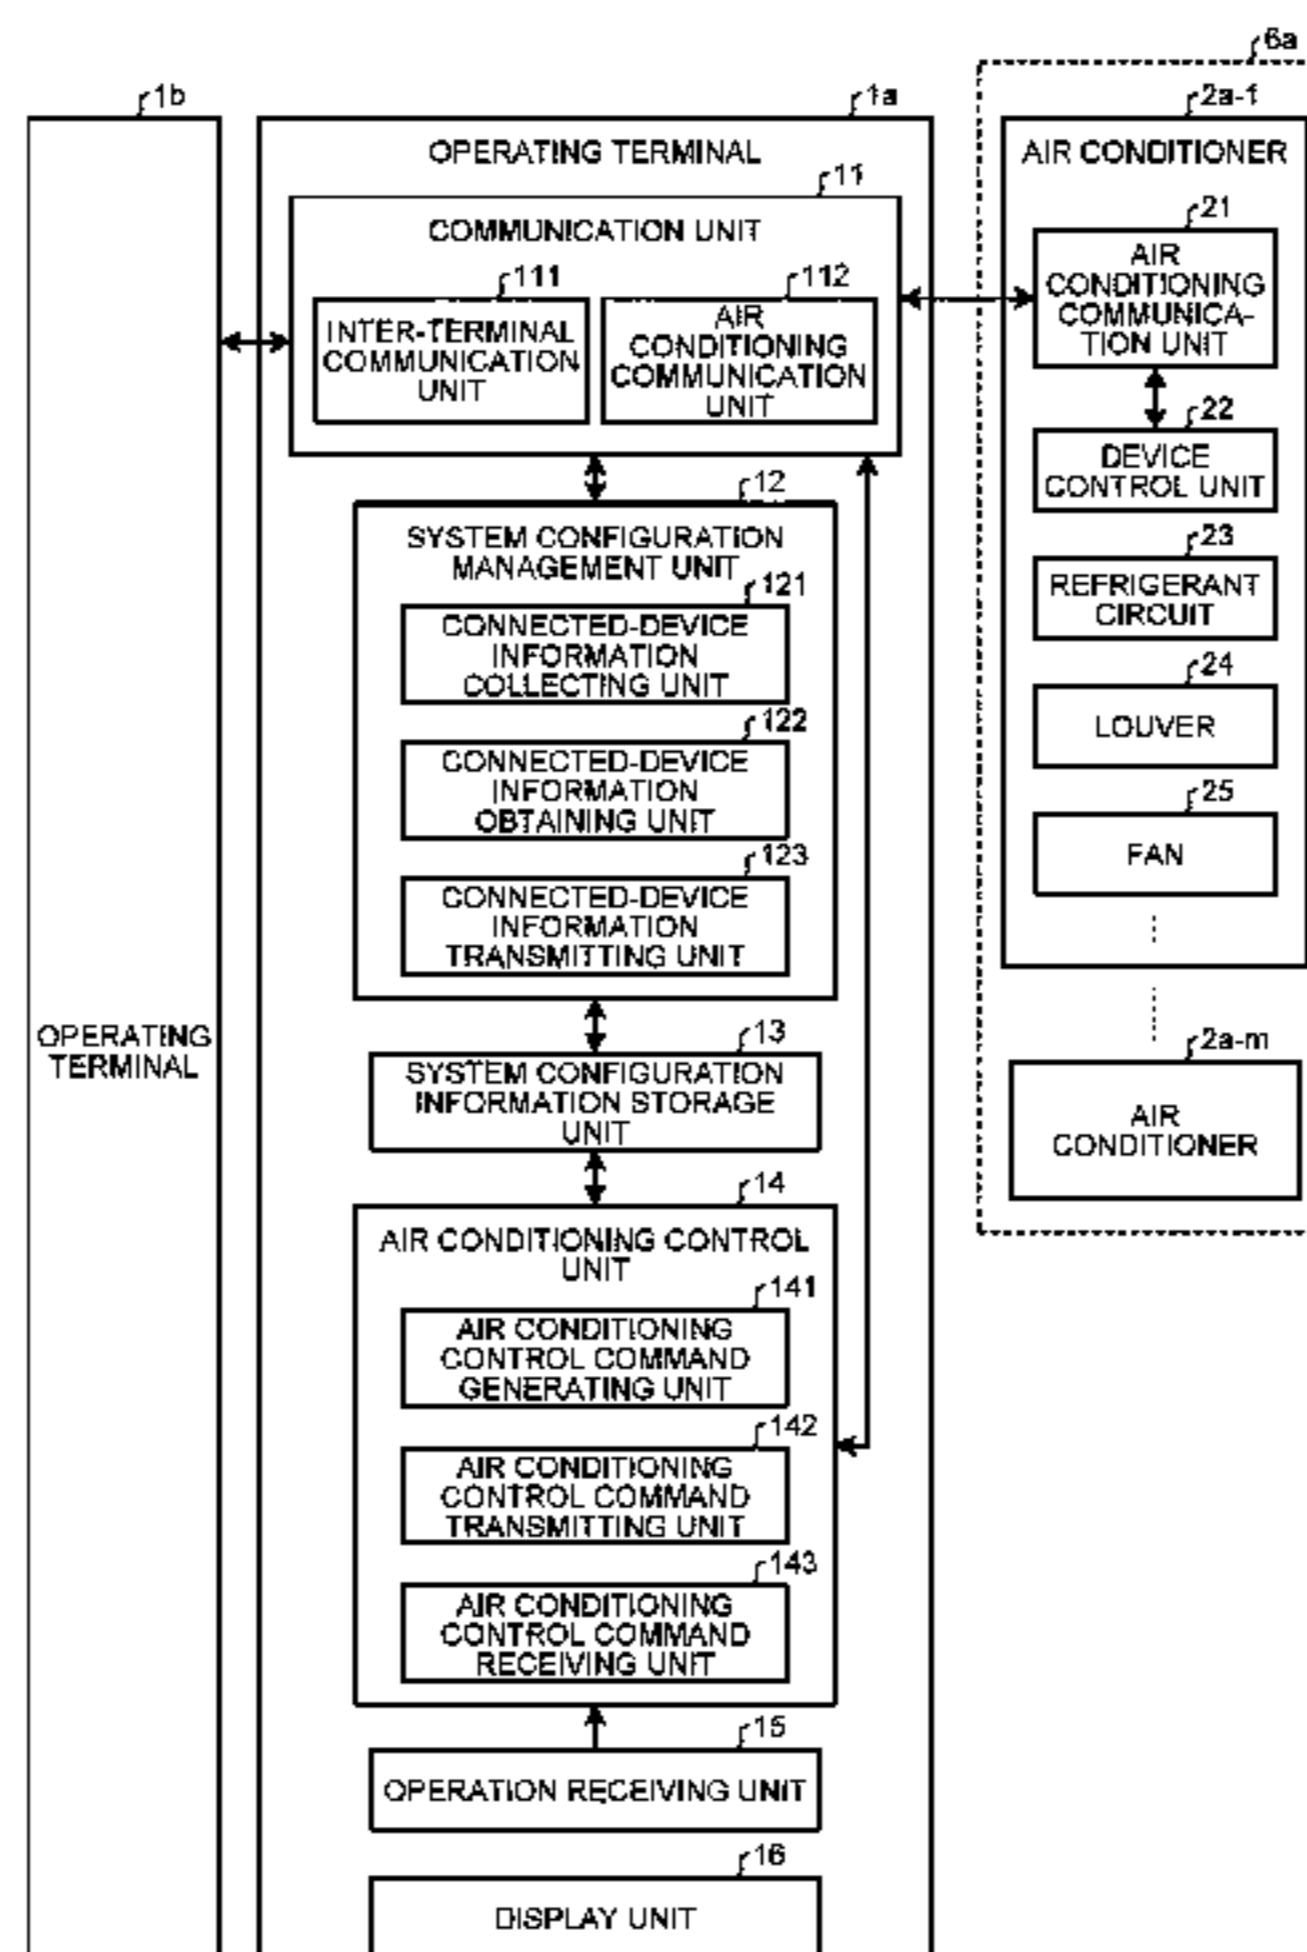 1b
OPERATING
TERMINAL
1a
OPERATING TERMINAL
11
COMMUNICATION UNIT
111
INTER-TERMINAL
COMMUNICATION
UNIT
112
AIR
CONDITIONING
COMMUNICATION
UNIT
12
SYSTEM CONFIGURATION
MANAGEMENT UNIT
121
CONNECTED-DEVICE
INFORMATION
COLLECTING UNIT
122
CONNECTED-DEVICE
INFORMATION
OBTAINING UNIT
123
CONNECTED-DEVICE
INFORMATION
TRANSMITTING UNIT
13
SYSTEM CONFIGURATION
INFORMATION STORAGE
UNIT
14
AIR CONDITIONING CONTROL
UNIT
141
AIR CONDITIONING
CONTROL COMMAND
GENERATING UNIT
142
AIR CONDITIONING
CONTROL COMMAND
TRANSMITTING UNIT
143
AIR CONDITIONING
CONTROL COMMAND
RECEIVING UNIT
15
OPERATION RECEIVING UNIT
16
DISPLAY UNIT
6a
2a-1
AIR CONDITIONER
21
AIR
CONDITIONING
COMMUNICA-
TION UNIT
22
DEVICE
CONTROL UNIT
23
REFRIGERANT
CIRCUIT
24
LOUVER
25
FAN
2a-m
AIR
CONDITIONER